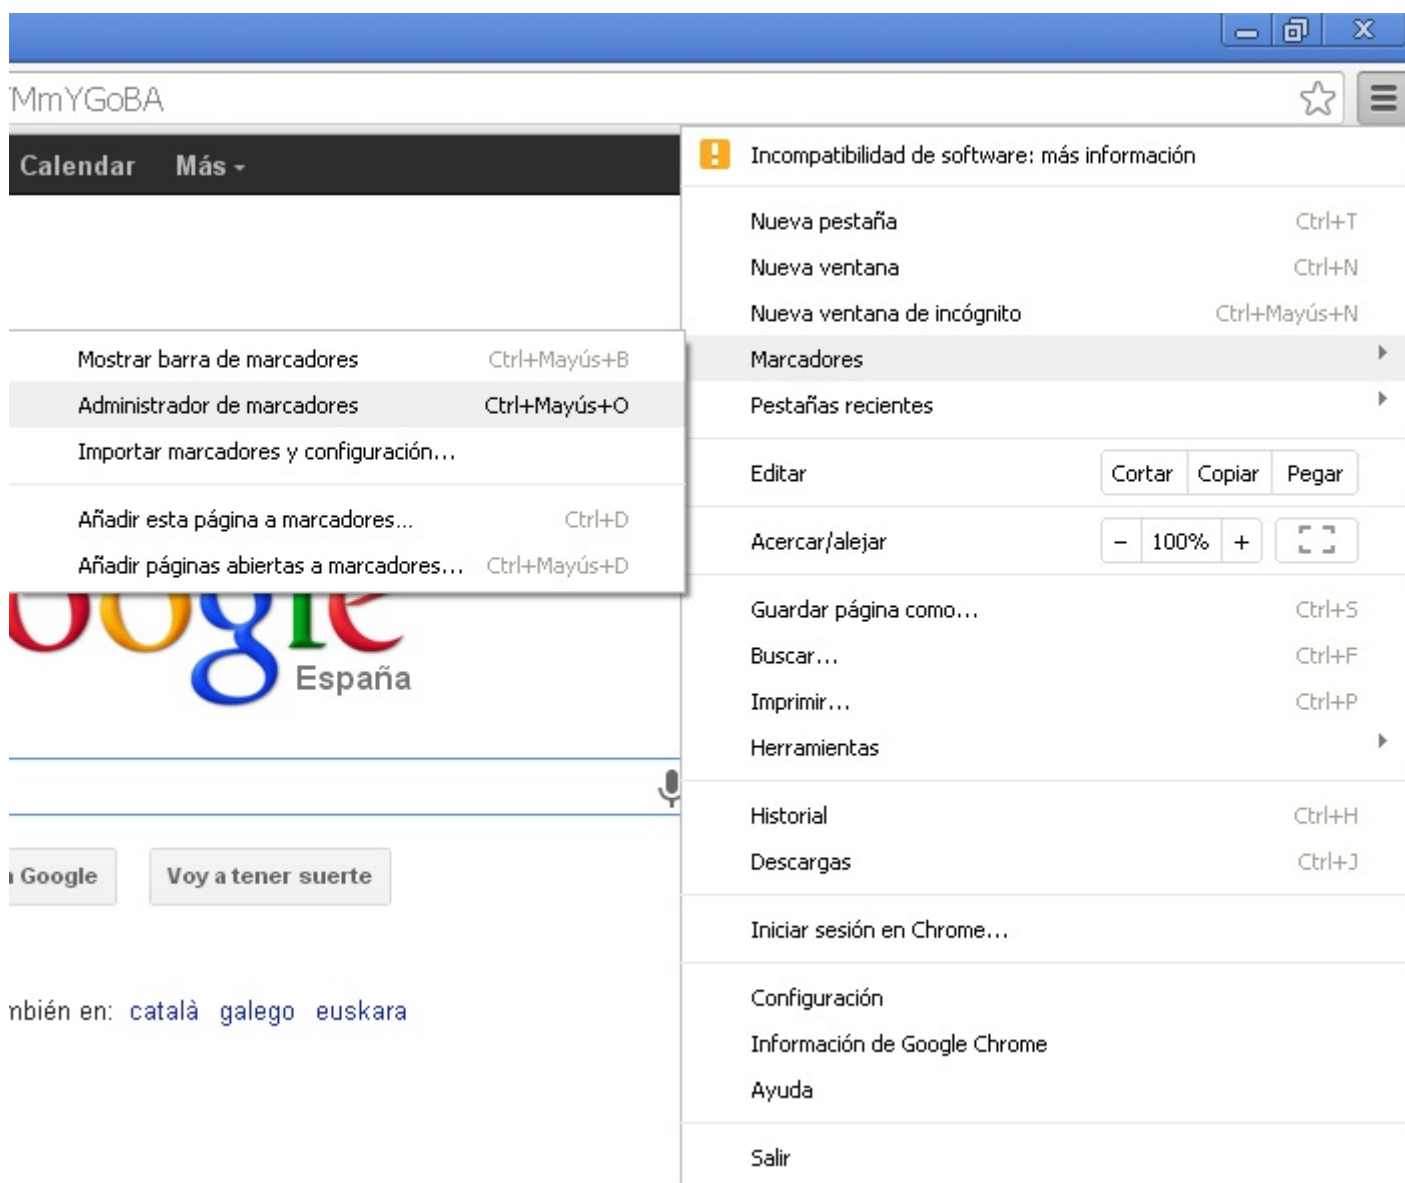 MmYGoBA
Calendar Más
Incompatibilidad de software: más información
Nueva pestaña Ctrl+T
Nueva ventana Ctrl+N
Nueva ventana de incógnito Ctrl+Mayús+N
Marcadores
Pestañas recientes
Editar Cortar Copiar Pegar
Acercar/alejar − 100% +
Guardar página como... Ctrl+S
Buscar... Ctrl+F
Imprimir... Ctrl+P
Herramientas
Historial Ctrl+H
Descargas Ctrl+J
Iniciar sesión en Chrome...
Configuración
Información de Google Chrome
Ayuda
Salir
Mostrar barra de marcadores Ctrl+Mayús+B
Administrador de marcadores Ctrl+Mayús+O
Importar marcadores y configuración...
Añadir esta página a marcadores... Ctrl+D
Añadir páginas abiertas a marcadores... Ctrl+Mayús+D
oogle
España
Google Voy a tener suerte
mbién en: català galego euskara